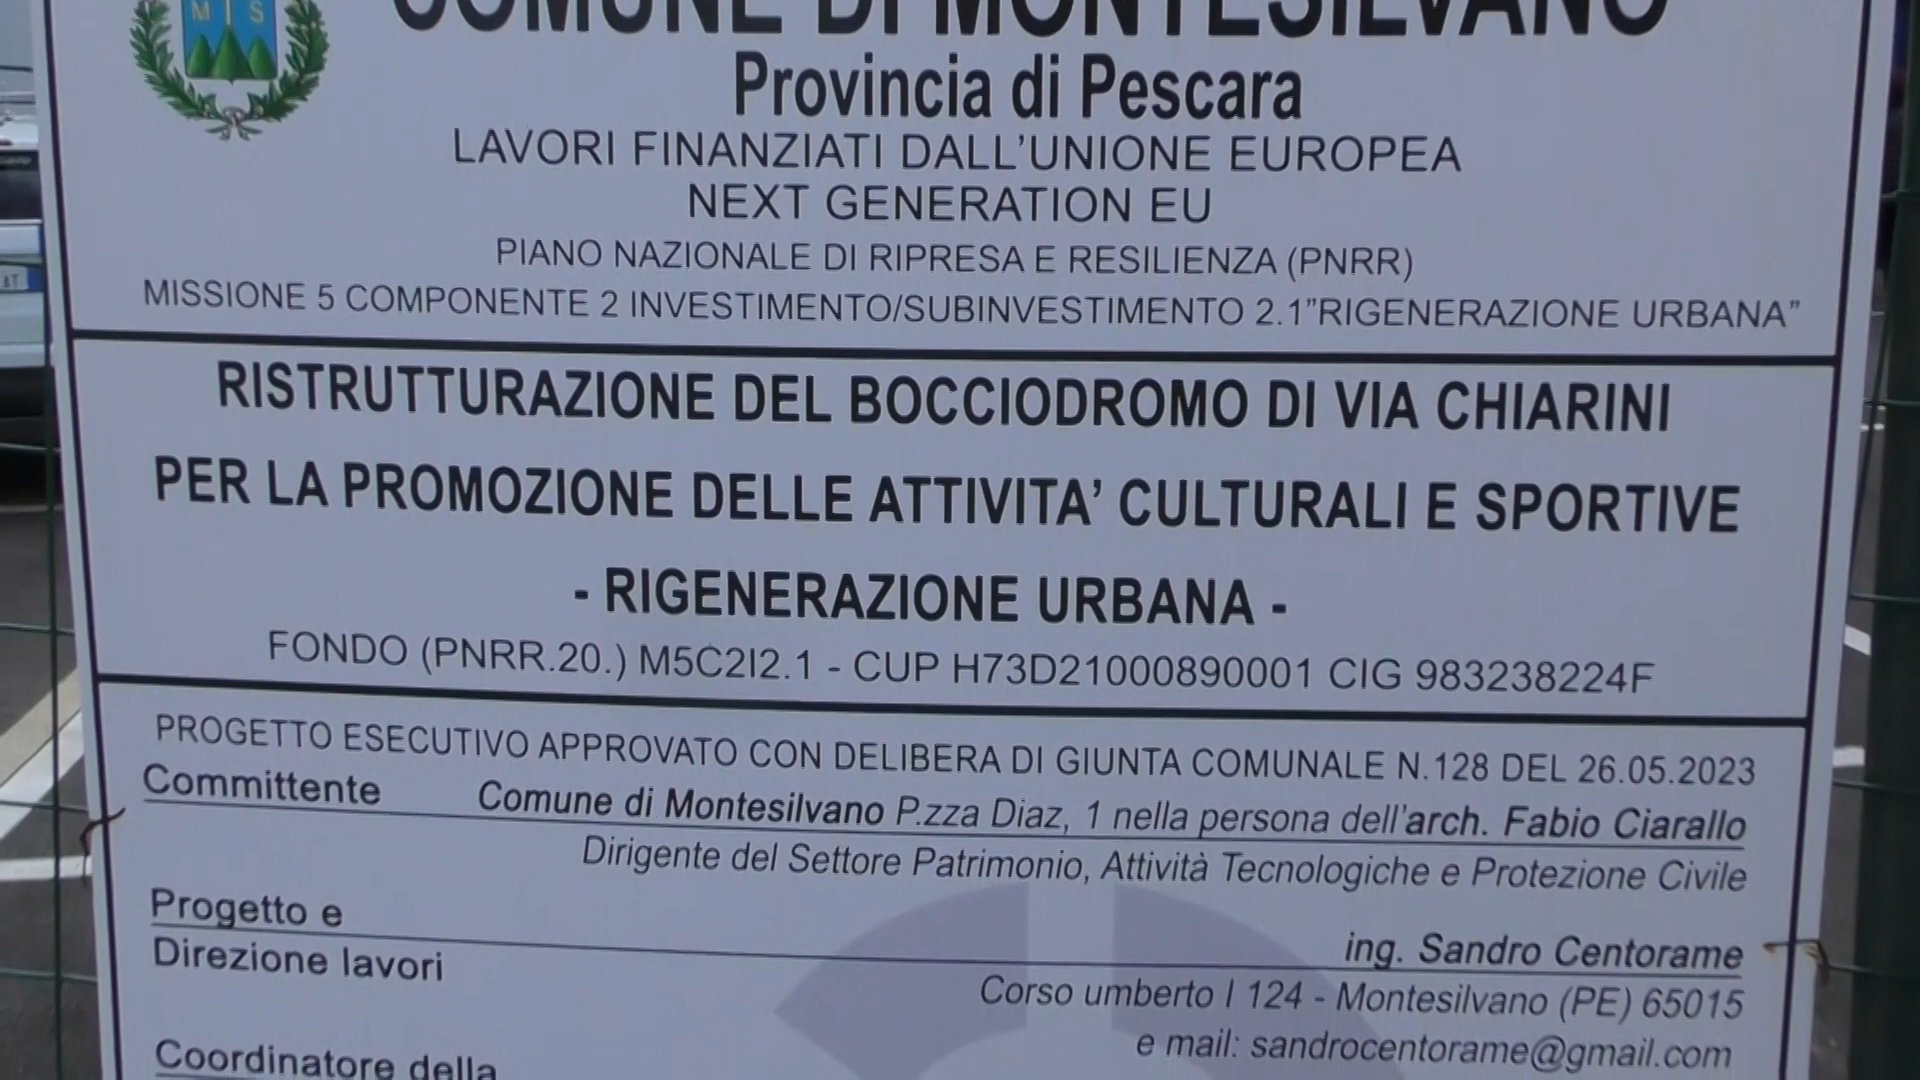 M S
COMUNE DI MONTESILVANO
Provincia di Pescara
LAVORI FINANZIATI DALL'UNIONE EUROPEA
NEXT GENERATION EU
PIANO NAZIONALE DI RIPRESA E RESILIENZA (PNRR)
MISSIONE 5 COMPONENTE 2 INVESTIMENTO/SUBINVESTIMENTO 2.1"RIGENERAZIONE URBANA"
RISTRUTTURAZIONE DEL BOCCIODROMO DI VIA CHIARINI
PER LA PROMOZIONE DELLE ATTIVITA' CULTURALI E SPORTIVE
- RIGENERAZIONE URBANA -
FONDO (PNRR.20.) M5C2I2.1 - CUP H73D21000890001 CIG 983238224F
PROGETTO ESECUTIVO APPROVATO CON DELIBERA DI GIUNTA COMUNALE N.128 DEL 26.05.2023
Committente Comune di Montesilvano P.zza Diaz, 1 nella persona dell'arch. Fabio Ciarallo
Dirigente del Settore Patrimonio, Attività Tecnologiche e Protezione Civile
Progetto e ing. Sandro Centorame
Direzione lavori Corso umberto I 124 - Montesilvano (PE) 65015
e mail: sandrocentorame@gmail.com
Coordinatore della